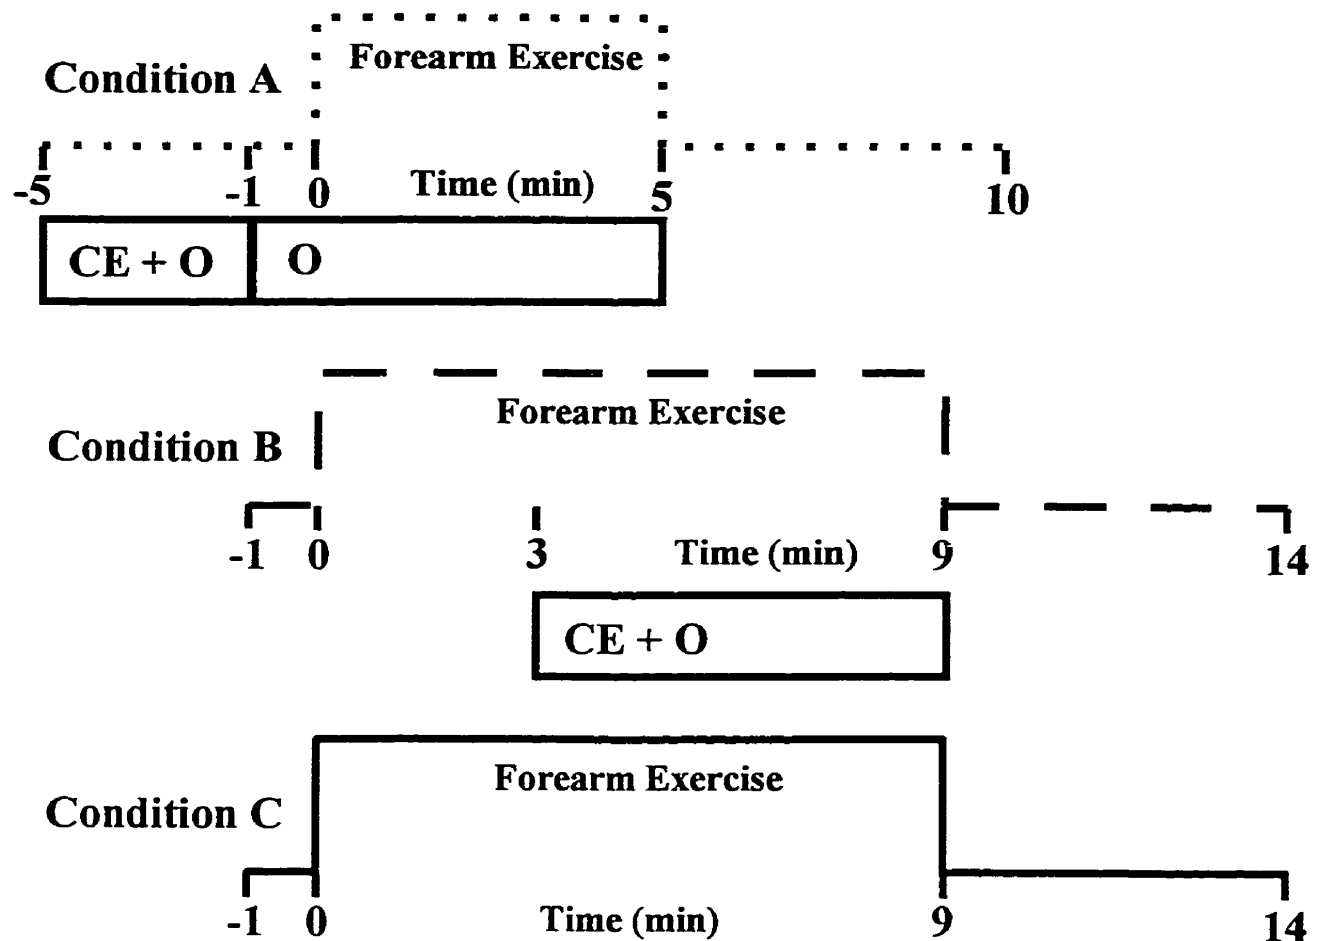 Forearm Exercise
Condition A
-5 -1 0 Time (min) 5 10
CE + O O
Forearm Exercise
Condition B
-1 0 3 Time (min) 9 14
CE + O
Forearm Exercise
Condition C
-1 0 Time (min) 9 14